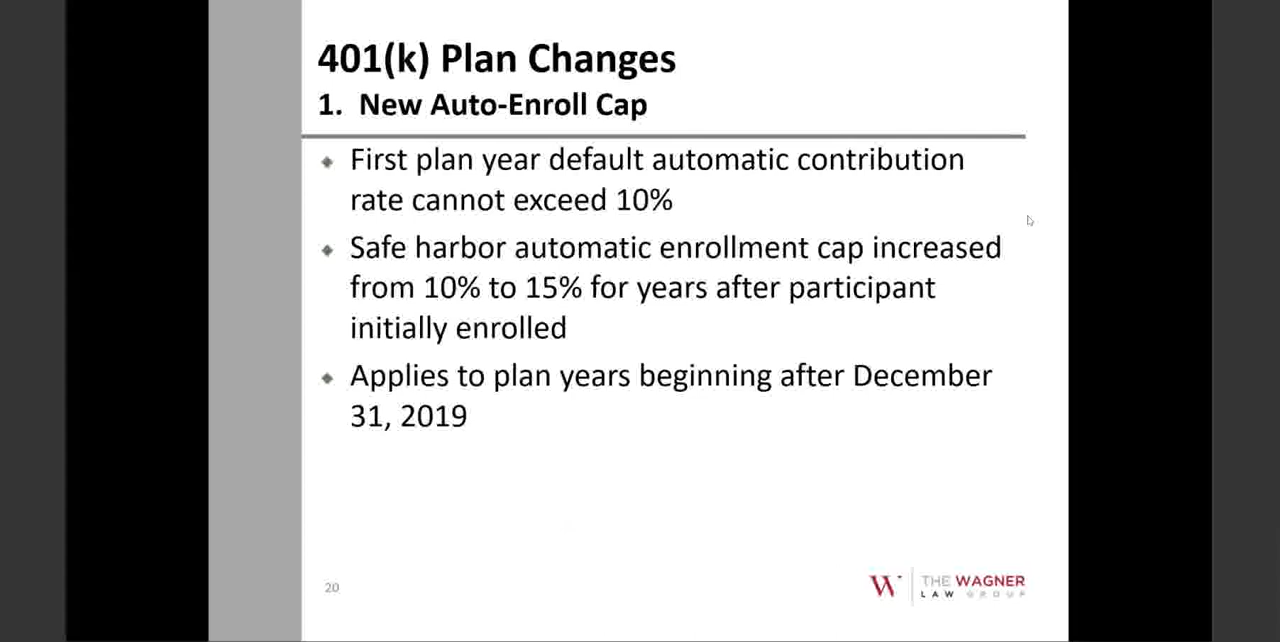 401(k) Plan Changes
1. New Auto-Enroll Cap
First plan year default automatic contribution
rate cannot exceed 10%
Safe harbor automatic enrollment cap increased
from 10% to 15% for years after participant
initially enrolled
Applies to plan years beginning after December
31, 2019
20
W
THE WAGNER
LAW GROUP